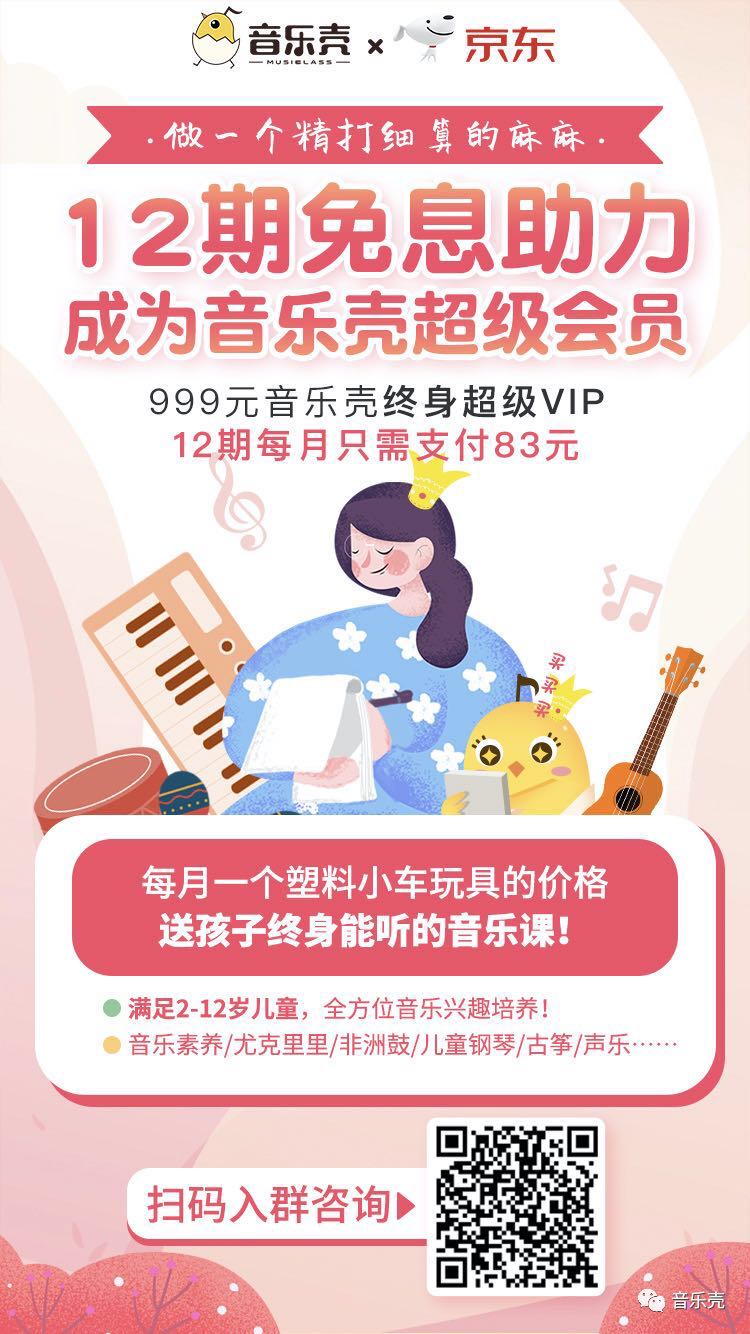 音乐壳 × 京东
MUSICLASS
·做一个精打细算的麻麻·
12期免息助力
成为音乐壳超级会员
999元音乐壳终身超级VIP
12期每月只需支付83元
买
买
买
每月一个塑料小车玩具的价格
送孩子终身能听的音乐课！
满足2-12岁儿童，全方位音乐兴趣培养！
音乐素养/尤克里里/非洲鼓/儿童钢琴/古筝/声乐……
扫码入群咨询
音乐壳